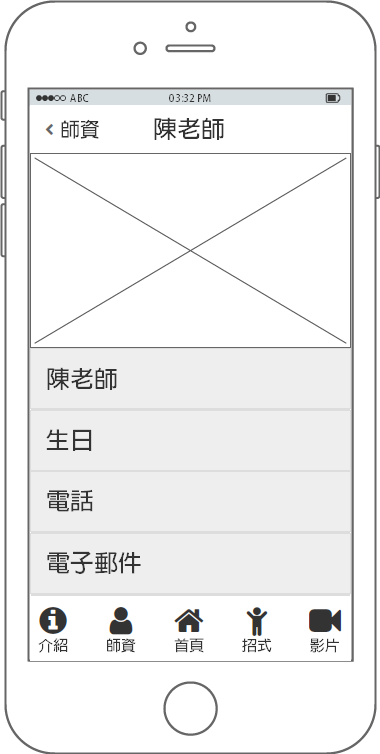 ABC 03:32 PM
師資 陳老師
陳老師
生日
電話
電子郵件
介紹 師資 首頁 招式 影片